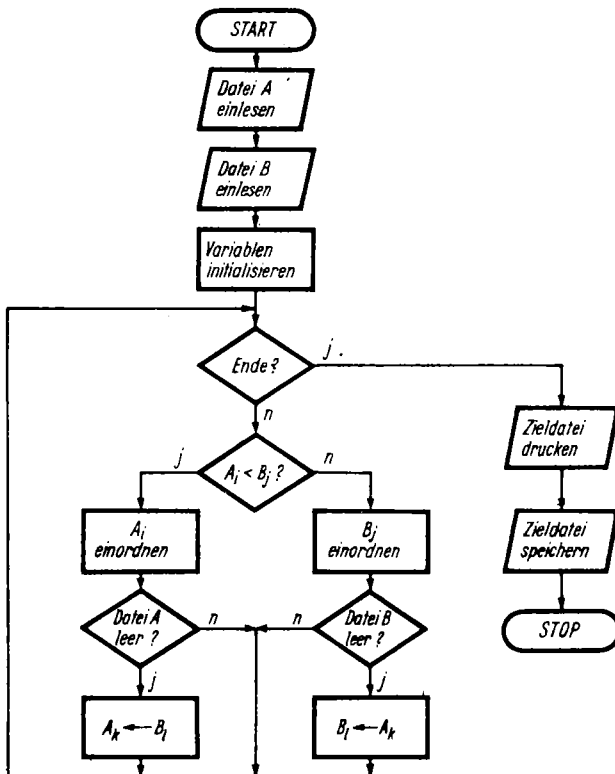 START
Datei A
einlesen
Datei B
einlesen
Variablen
initialisieren
Ende?
j
n
A_i < B_j ?
j
n
A_i
einordnen
B_j
einordnen
Datei A
leer ?
n
j
Datei B
leer ?
n
j
A_k ← B_l
B_l ← A_k
Zieldatei
drucken
Zieldatei
speichern
STOP